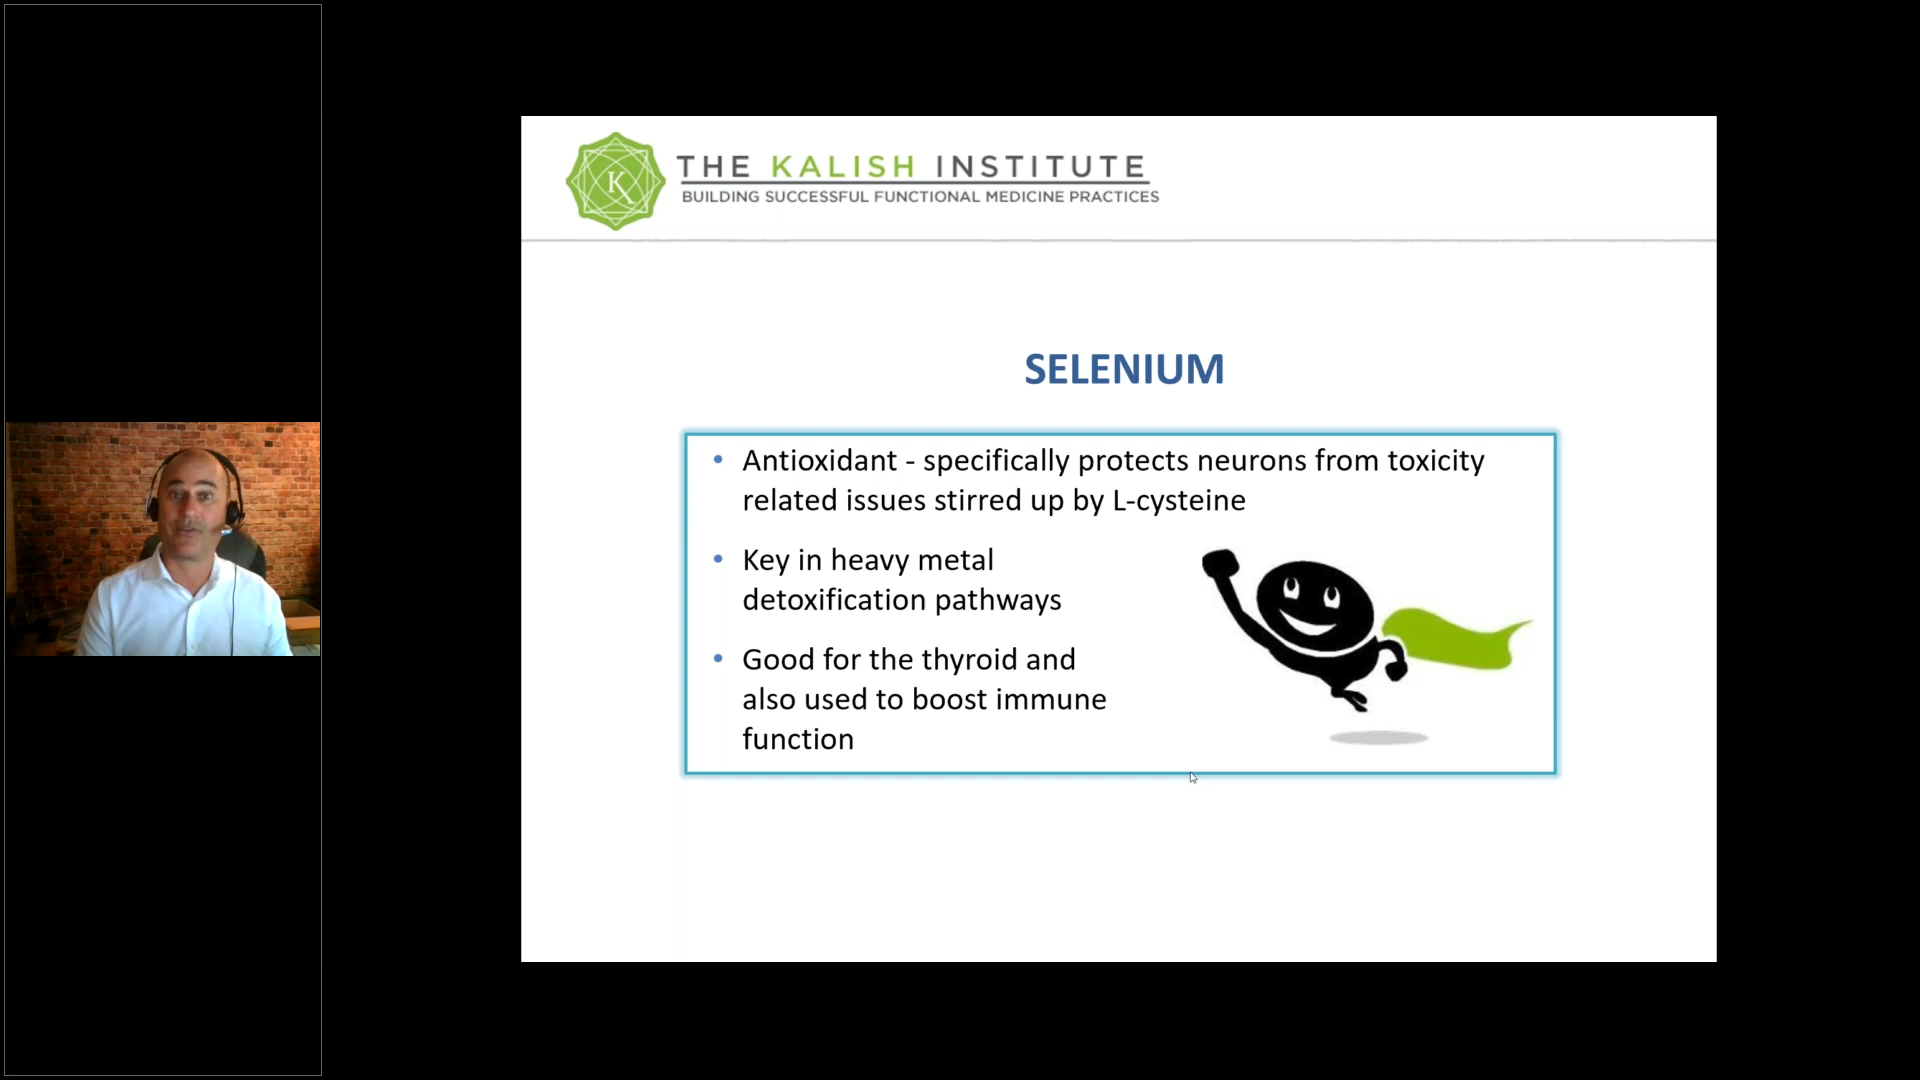 K
THE KALISH INSTITUTE
BUILDING SUCCESSFUL FUNCTIONAL MEDICINE PRACTICES
SELENIUM
• Antioxidant - specifically protects neurons from toxicity
related issues stirred up by L-cysteine
• Key in heavy metal
detoxification pathways
• Good for the thyroid and
also used to boost immune
function